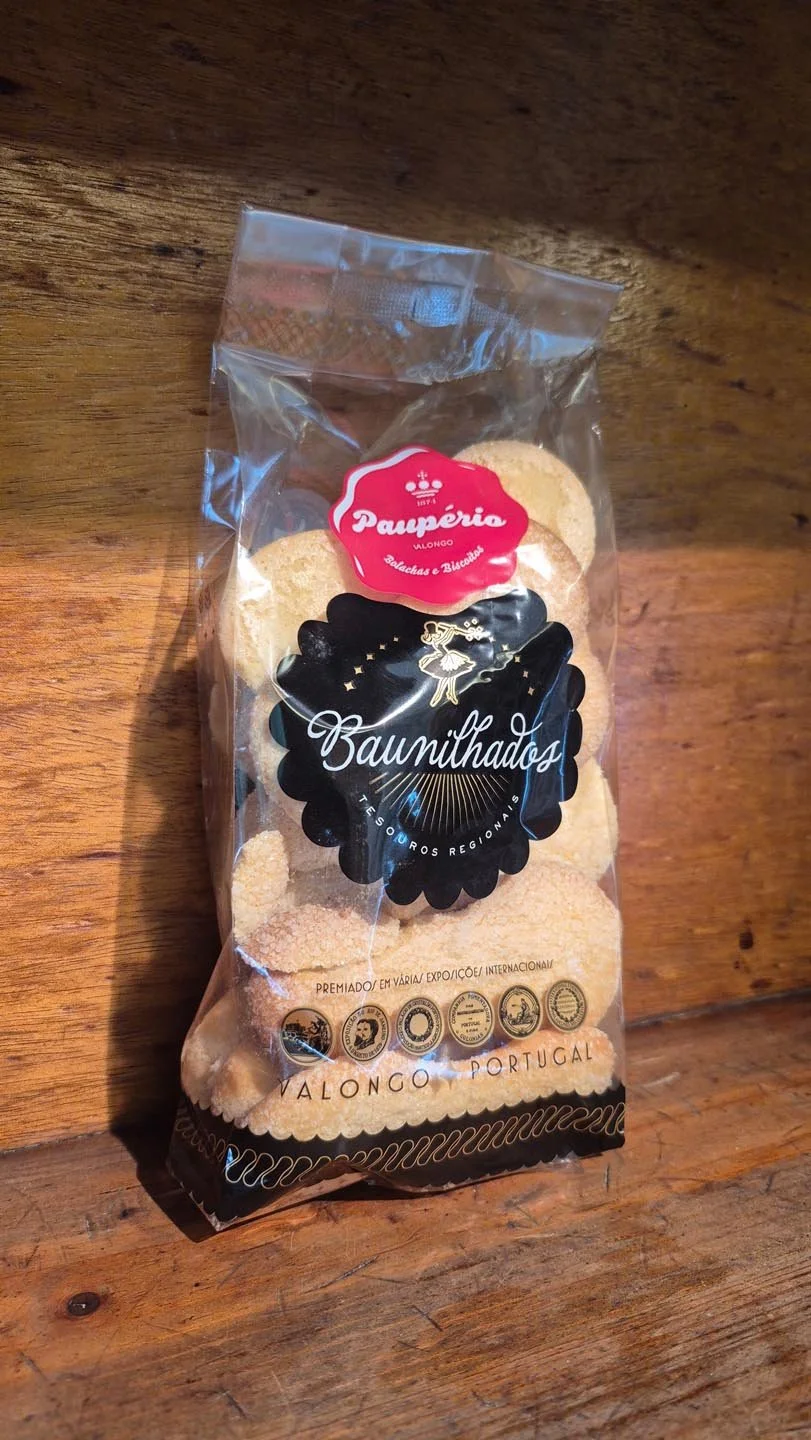 1874
Paupério
VALONGO
Bolachas e Biscoitos
Baunilhados
TESOUROS REGIONAIS
PREMIADOS EM VÁRIAS EXPOSIÇÕES INTERNACIONAIS
VALONGO PORTUGAL